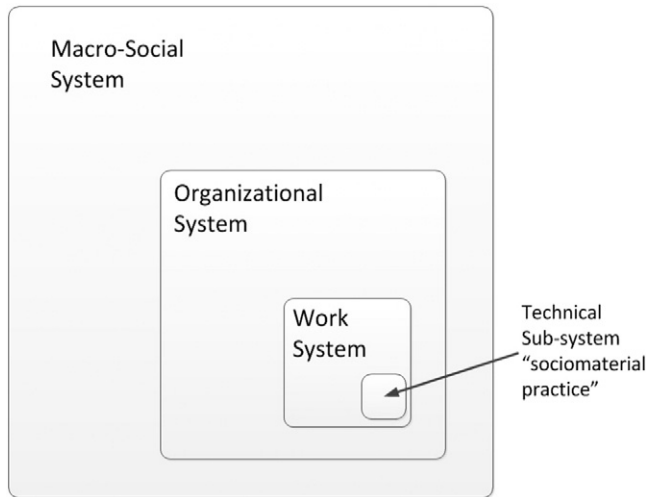 Macro-Social
System
Organizational
System
Work
System
Technical
Sub-system
“sociomaterial
practice”